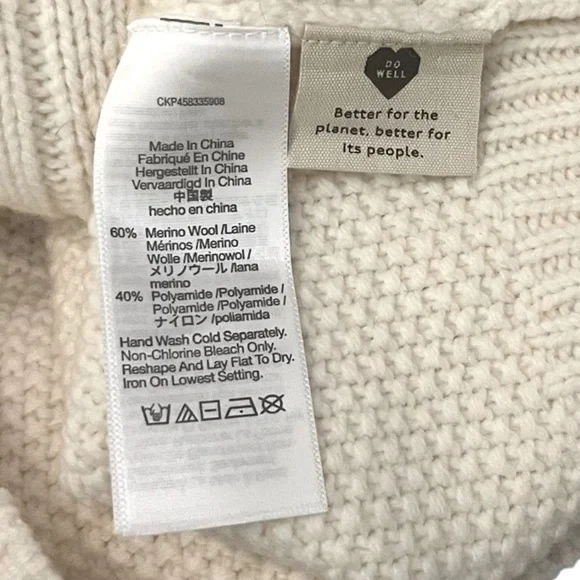 CKP458335908
Made In China
Fabriqué En Chine
Hergestellt In China
Vervaardigd In China
中国製
hecho en china
60% Merino Wool /Laine
Mérinos /Merino
Wolle /Merinowol /
メリノウール /lana
merino
40% Polyamide /Polyamide /
Polyamide /Polyamide /
ナイロン /poliamida
Hand Wash Cold Separately.
Non-Chlorine Bleach Only.
Reshape And Lay Flat To Dry.
Iron On Lowest Setting.
DO
WELL
Better for the
planet, better for
its people.